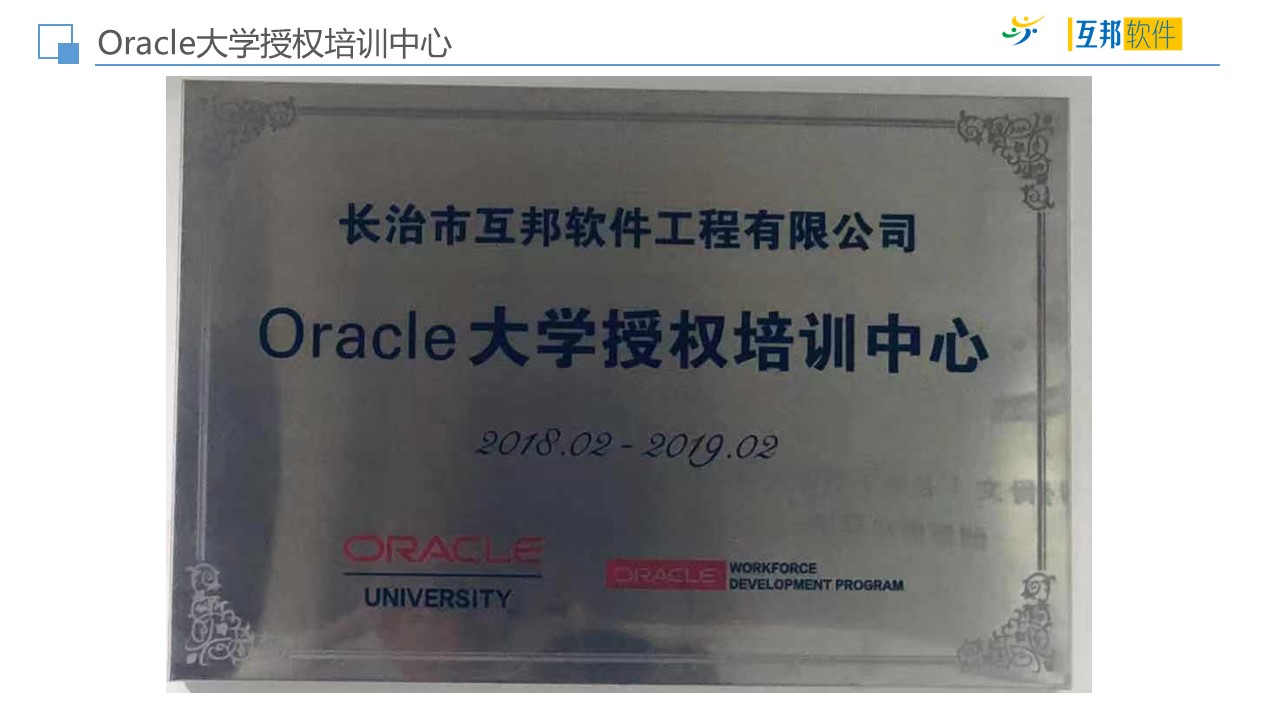 Oracle大学授权培训中心
互邦软件
长治市互邦软件工程有限公司
Oracle大学授权培训中心
2018.02-2019.02
ORACLE
UNIVERSITY
ORACLE
WORKFORCE
DEVELOPMENT PROGRAM